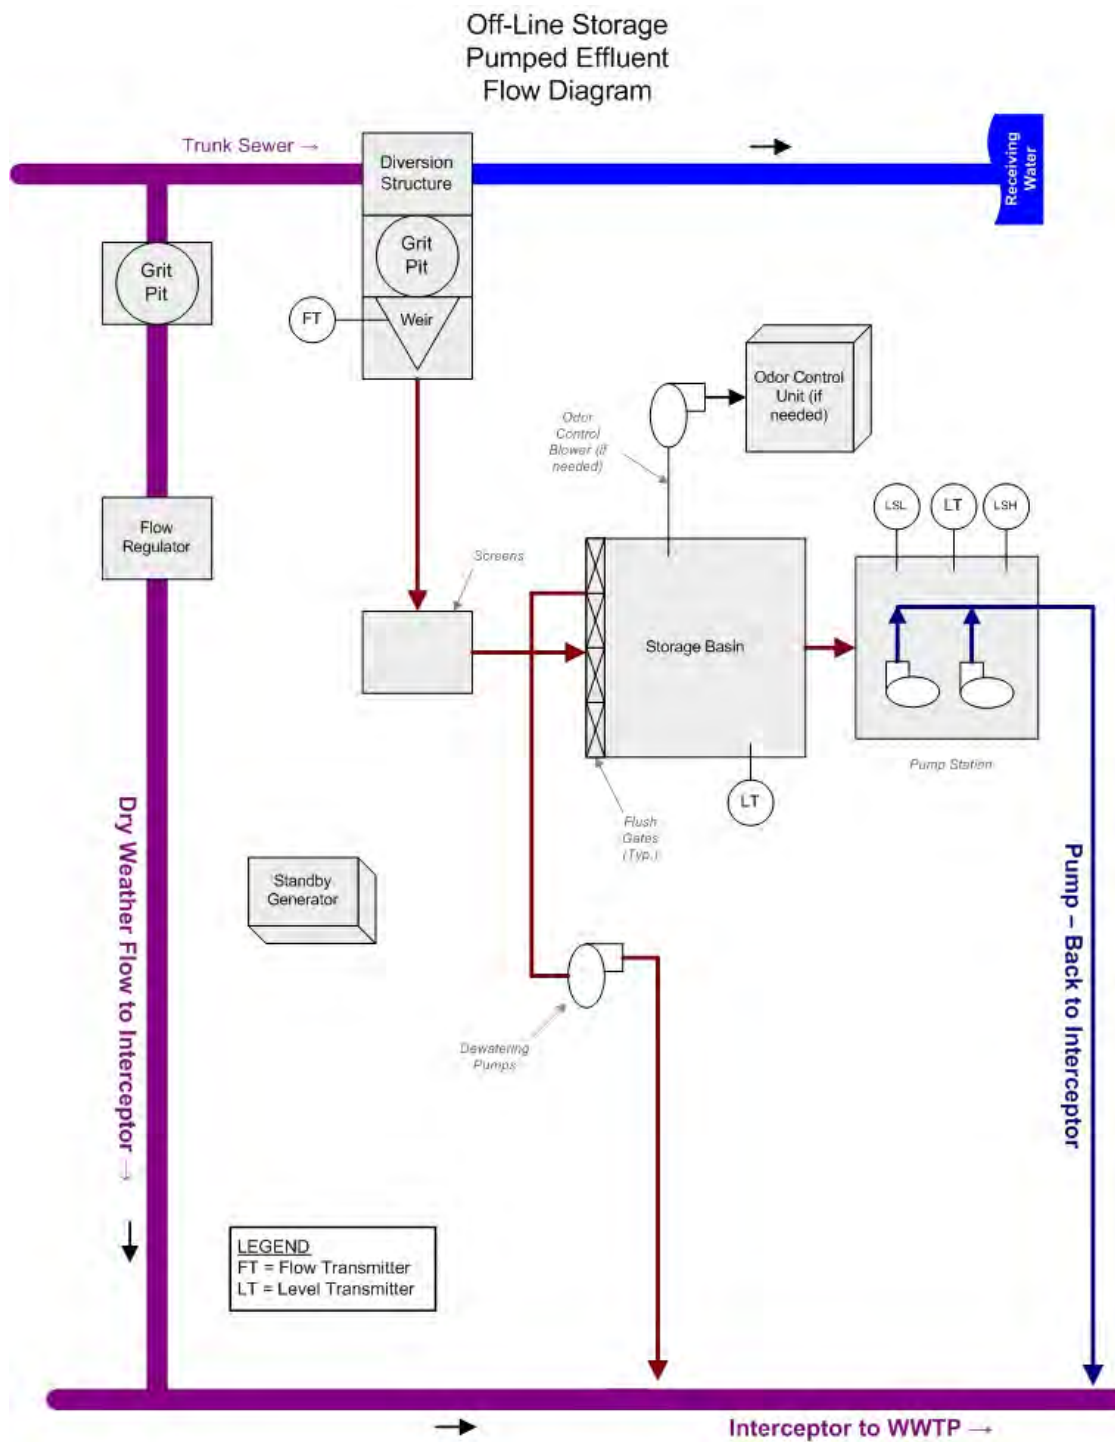 Off-Line Storage
Pumped Effluent
Flow Diagram
Trunk Sewer →
Diversion
Structure
Receiving
Water
Grit
Pit
Grit
Pit
FT
Weir
Odor Control
Unit (if
needed)
Odor
Control
Blower (if
needed)
LSL
LT
LSH
Flow
Regulator
Screens
Storage Basin
Pump Station
LT
Flush
Gates
(Typ.)
Dry Weather Flow to Interceptor →
Standby
Generator
Pump – Back to Interceptor
Dewatering
Pumps
LEGEND
FT = Flow Transmitter
LT = Level Transmitter
Interceptor to WWTP →